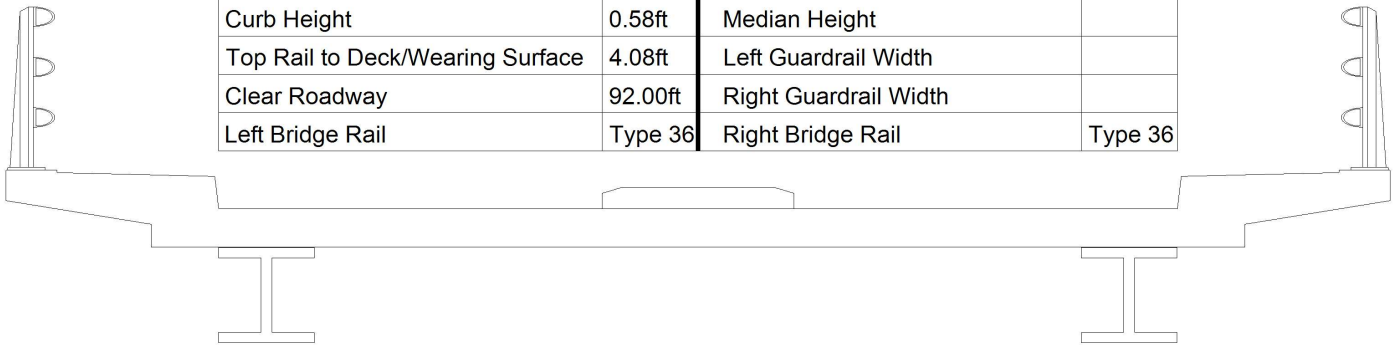 Curb Height 0.58ft Median Height
Top Rail to Deck/Wearing Surface 4.08ft Left Guardrail Width
Clear Roadway 92.00ft Right Guardrail Width
Left Bridge Rail Type 36 Right Bridge Rail Type 36